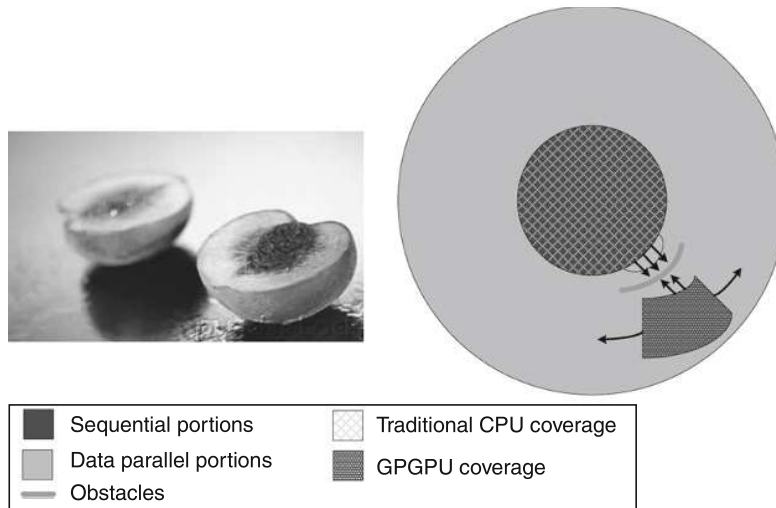 Sequential portions
Traditional CPU coverage
Data parallel portions
GPGPU coverage
Obstacles